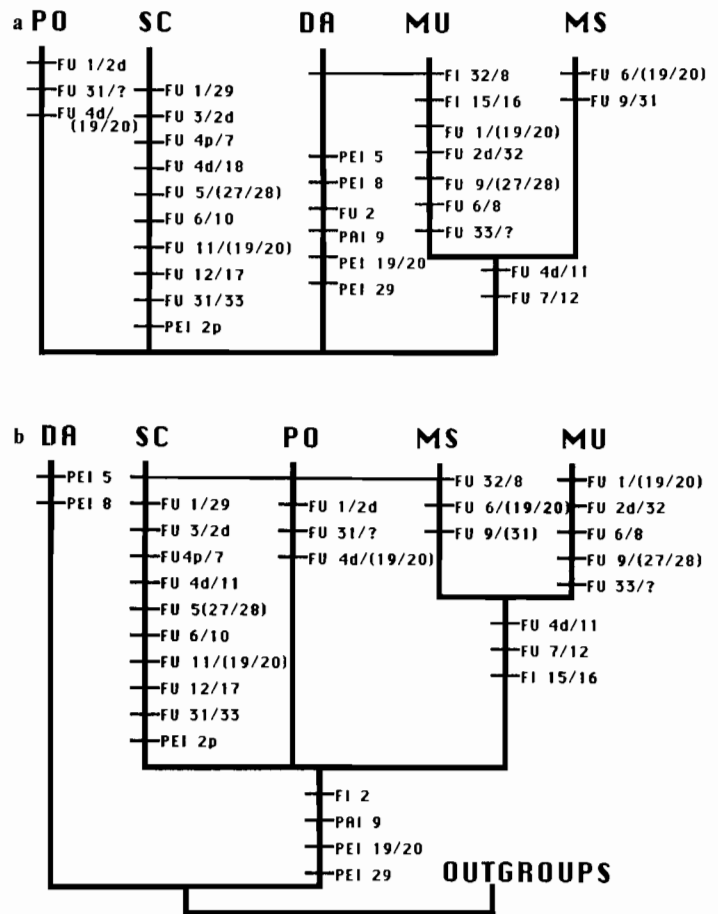 a PO SC DA MU MS
FU 1/2d
FU 31/?
FU 4d/
(19/20)
FU 1/29
FU 3/2d
FU 4p/7
FU 4d/18
FU 5/(27/28)
FU 6/10
FU 11/(19/20)
FU 12/17
FU 31/33
PEI 2p
PEI 5
PEI 8
FU 2
PAI 9
PEI 19/20
PEI 29
FI 32/8
FI 15/16
FU 1/(19/20)
FU 2d/32
FU 9/(27/28)
FU 6/8
FU 33/?
FU 6/(19/20)
FU 9/31
FU 4d/11
FU 7/12
b DA SC PO MS MU
PEI 5
PEI 8
FU 1/29
FU 3/2d
FU4p/7
FU 4d/11
FU 5(27/28)
FU 6/10
FU 11/(19/20)
FU 12/17
FU 31/33
PEI 2p
FU 1/2d
FU 31/?
FU 4d/(19/20)
FU 32/8
FU 6/(19/20)
FU 9/(31)
FU 1/(19/20)
FU 2d/32
FU 6/8
FU 9/(27/28)
FU 33/?
FU 4d/11
FU 7/12
FI 15/16
FI 2
PAI 9
PEI 19/20
PEI 29
OUTGROUPS